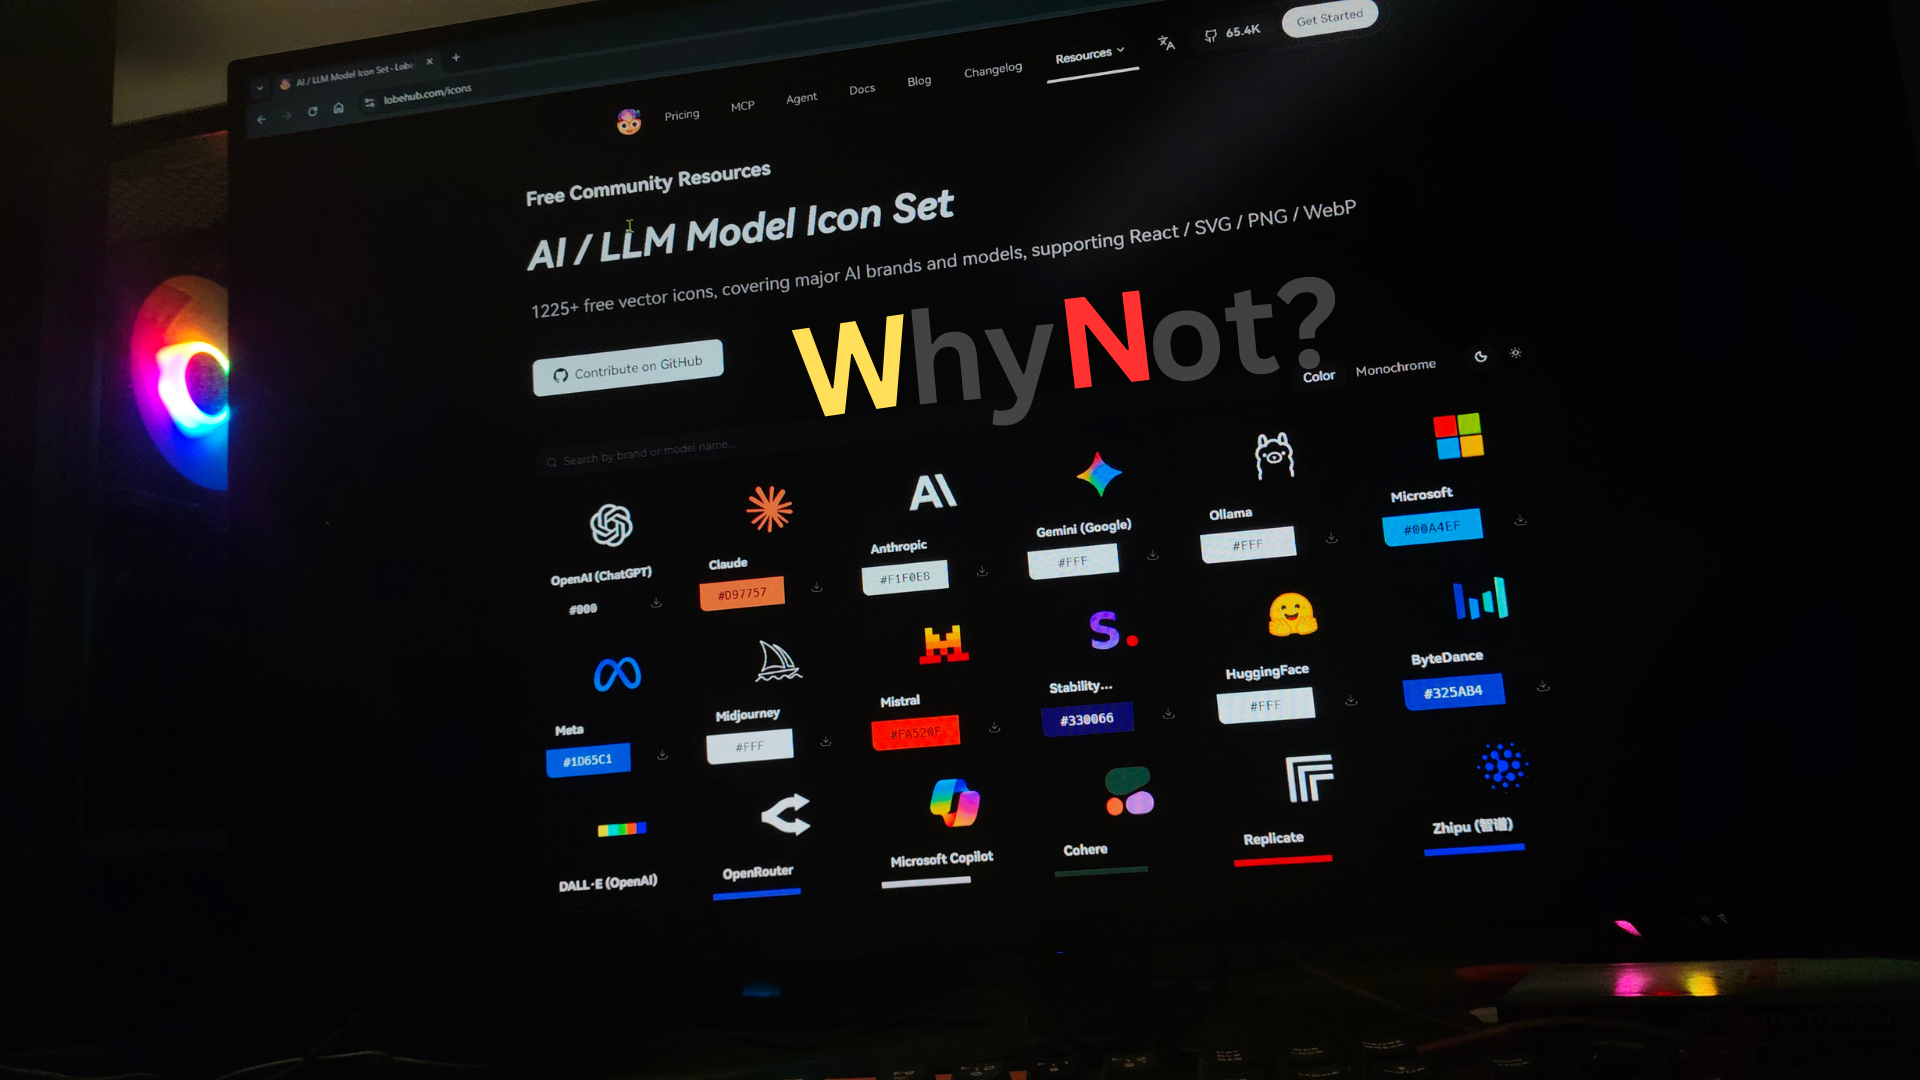 AI / LLM Model Icon Set - Lobe
lobehub.com/icons
Pricing
MCP
Agent
Docs
Blog
Changelog
Resources
65.4K
Get Started
Free Community Resources
AI / LLM Model Icon Set
1225+ free vector icons, covering major AI brands and models, supporting React / SVG / PNG / WebP
WhyNot?
Contribute on GitHub
Color
Monochrome
Search by brand or model name...
OpenAI (ChatGPT)
#000
Claude
#D97757
AI
Anthropic
#F1F0E8
Gemini (Google)
#FFF
Ollama
#FFF
Microsoft
#00A4EF
Meta
#1D65C1
Midjourney
#FFF
Mistral
#FA520F
S.
Stability...
#330066
HuggingFace
#FFF
ByteDance
#325AB4
DALL·E (OpenAI)
OpenRouter
Microsoft Copilot
Cohere
Replicate
Zhipu (智谱)